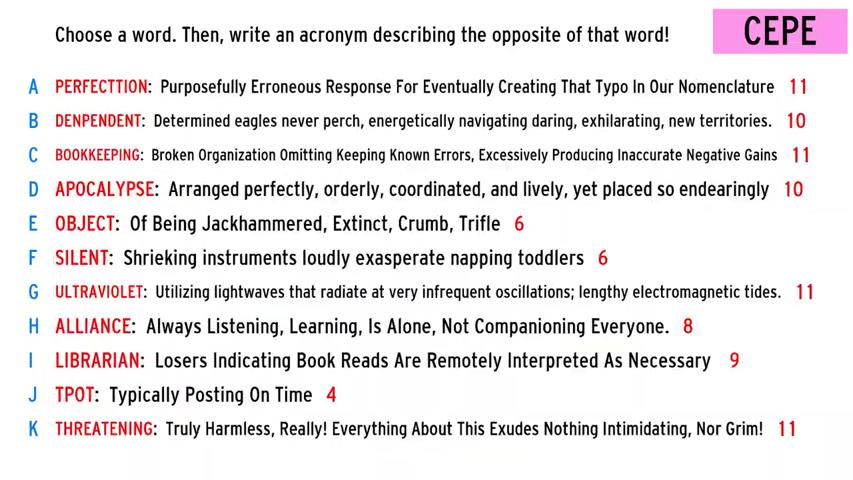 Choose a word. Then, write an acronym describing the opposite of that word!
CEPE
A PERFECTTION: Purposefully Erroneous Response For Eventually Creating That Typo In Our Nomenclature 11
B DENPENDENT: Determined eagles never perch, energetically navigating daring, exhilarating, new territories. 10
C BOOKKEEPING: Broken Organization Omitting Keeping Known Errors, Excessively Producing Inaccurate Negative Gains 11
D APOCALYPSE: Arranged perfectly, orderly, coordinated, and lively, yet placed so endearingly 10
E OBJECT: Of Being Jackhammered, Extinct, Crumb, Trifle 6
F SILENT: Shrieking instruments loudly exasperate napping toddlers 6
G ULTRAVIOLET: Utilizing lightwaves that radiate at very infrequent oscillations; lengthy electromagnetic tides. 11
H ALLIANCE: Always Listening, Learning, Is Alone, Not Companioning Everyone. 8
I LIBRARIAN: Losers Indicating Book Reads Are Remotely Interpreted As Necessary 9
J TPOT: Typically Posting On Time 4
K THREATENING: Truly Harmless, Really! Everything About This Exudes Nothing Intimidating, Nor Grim! 11